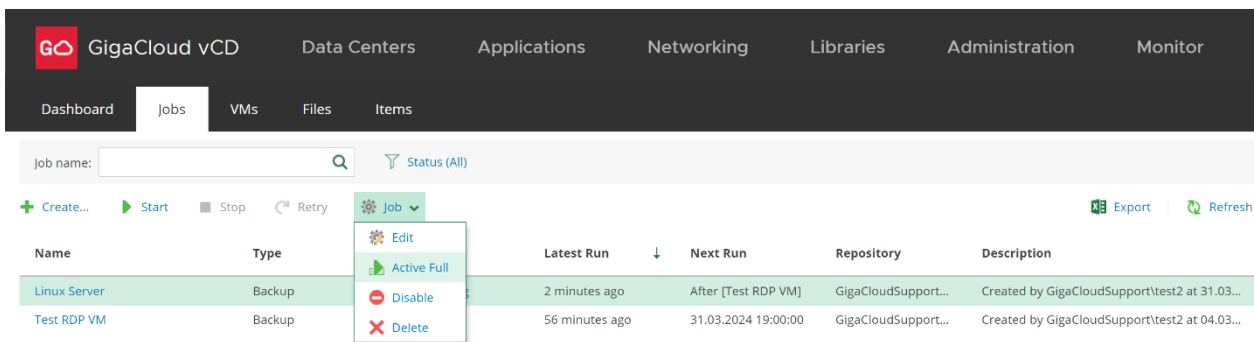 GO GigaCloud vCD Data Centers Applications Networking Libraries Administration Monitor
Dashboard Jobs VMs Files Items
Job name: Status (All)
Create... Start Stop Retry Job Export Refresh
Edit
Name Type Latest Run ↓ Next Run Repository Description
Active Full
Linux Server Backup 2 minutes ago After [Test RDP VM] GigaCloudSupport... Created by GigaCloudSupport\test2 at 31.03...
Disable
Test RDP VM Backup 56 minutes ago 31.03.2024 19:00:00 GigaCloudSupport... Created by GigaCloudSupport\test2 at 04.03...
Delete